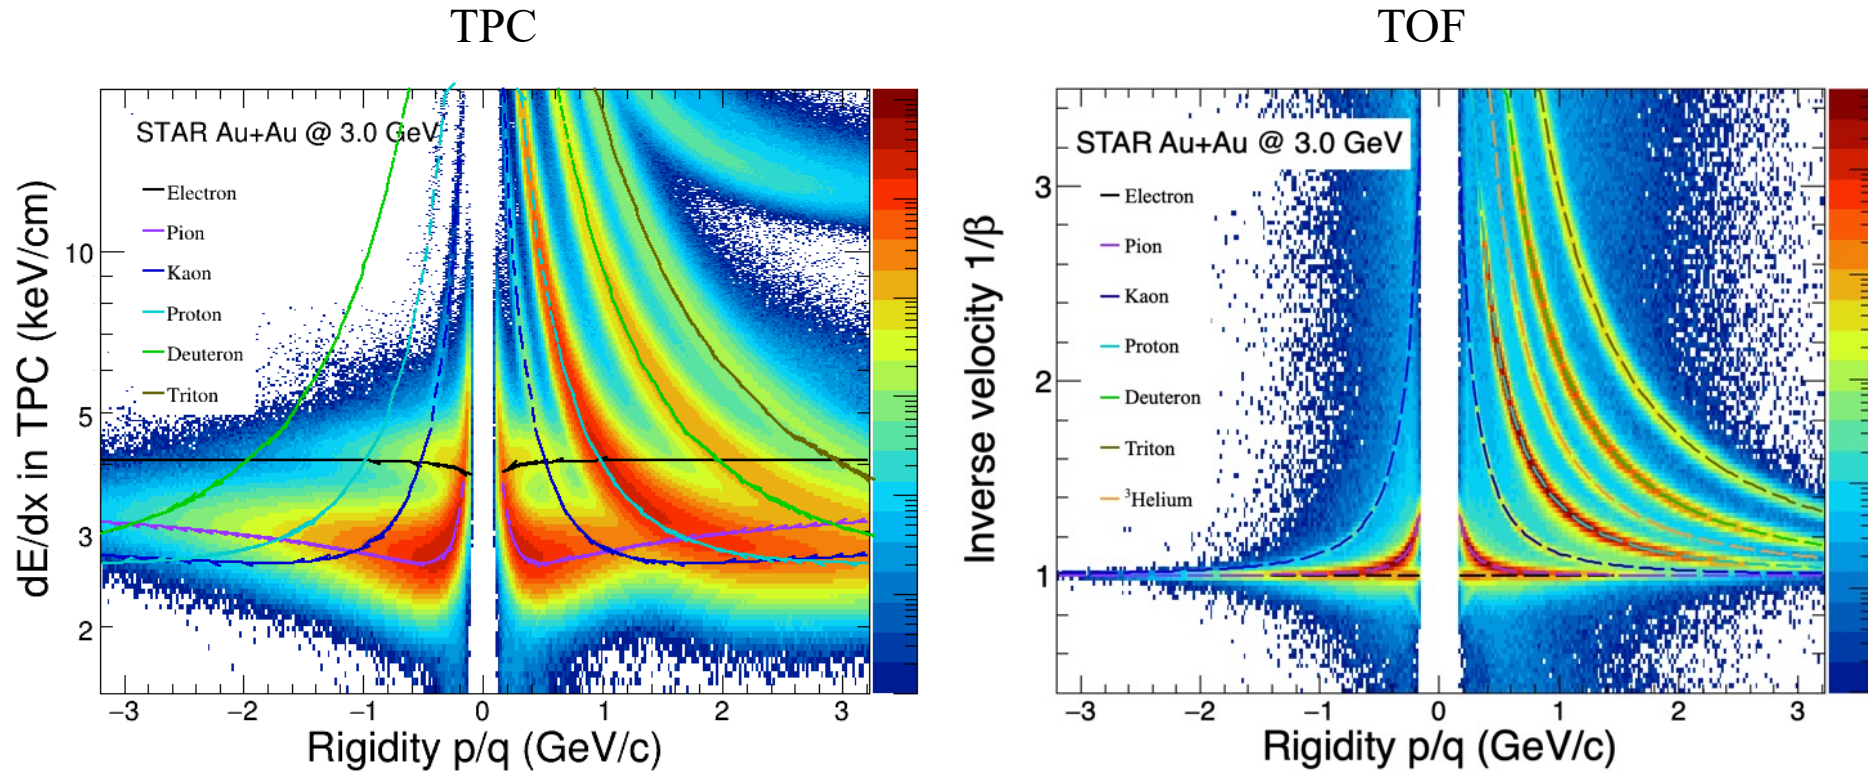 TPC
STAR Au+Au @ 3.0 GeV
Electron
Pion
Kaon
Proton
Deuteron
Triton
10
5
3
2
dE/dx in TPC (keV/cm)
−3 −2 −1 0 1 2 3
Rigidity p/q (GeV/c)
TOF
STAR Au+Au @ 3.0 GeV
Electron
Pion
Kaon
Proton
Deuteron
Triton
³Helium
3
2
1
Inverse velocity 1/β
−3 −2 −1 0 1 2 3
Rigidity p/q (GeV/c)